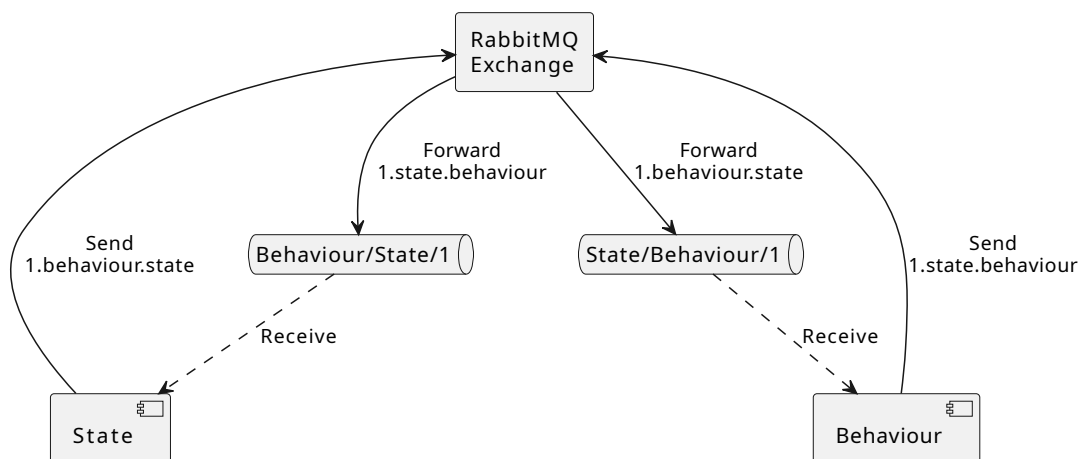 RabbitMQ
Exchange
Forward
1.state.behaviour
Forward
1.behaviour.state
Send
1.behaviour.state
Behaviour/State/1
State/Behaviour/1
Send
1.state.behaviour
Receive
Receive
State
Behaviour